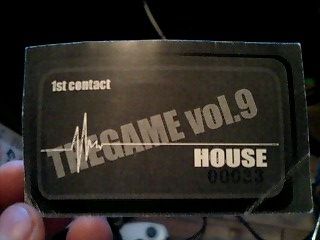 1st contact
THEGAME vol.9
HOUSE
00033